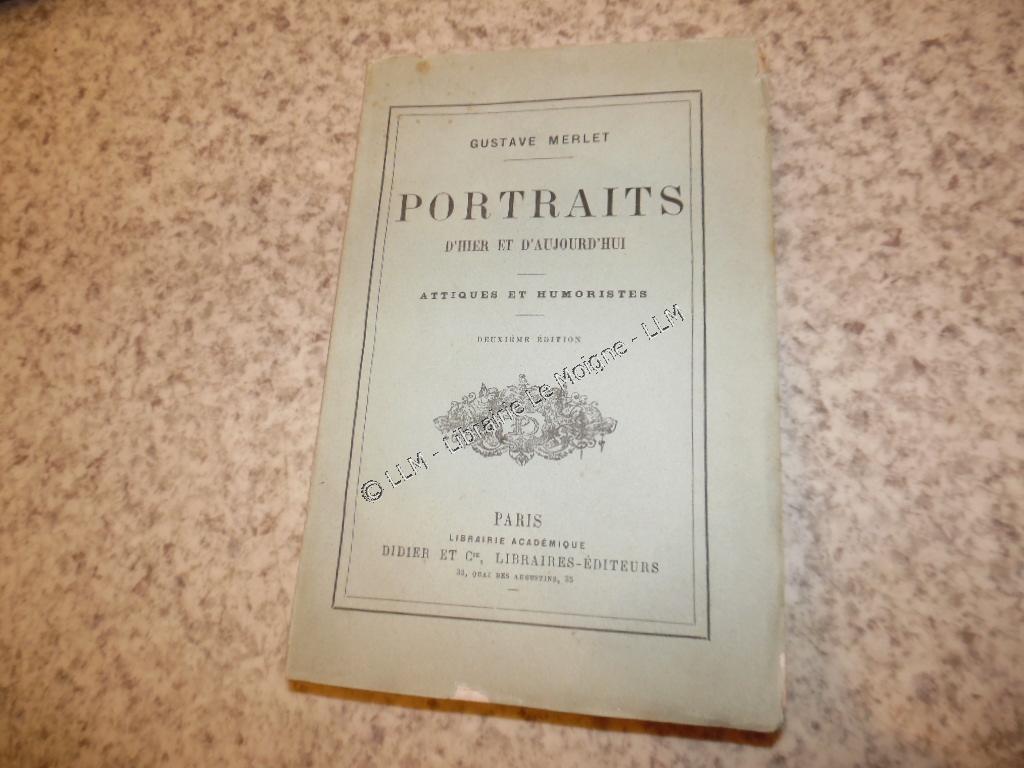 GUSTAVE MERLET
PORTRAITS
D'HIER ET D'AUJOURD'HUI
ATTIQUES ET HUMORISTES
DEUXIÈME ÉDITION
© LLM - Librairie Le Moigne - LLM
PARIS
LIBRAIRIE ACADÉMIQUE
DIDIER ET Cie, LIBRAIRES-ÉDITEURS
35, QUAI DES AUGUSTINS, 35